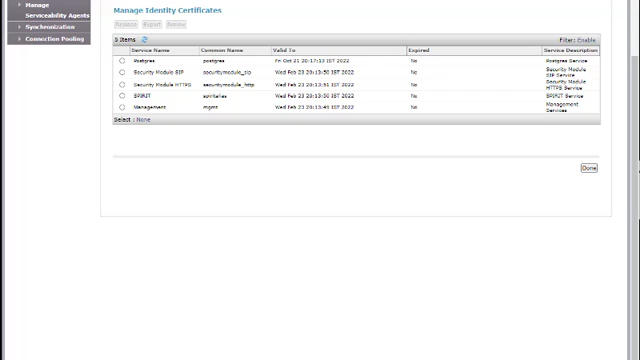 Manage
Serviceability Agents
Synchronization
Connection Pooling
Manage Identity Certificates
Replace Export Renew
5 Items
Filter: Enable
Service Name Common Name Valid To Expired Service Description
Postgres postgres Fri Oct 21 20:17:13 IST 2022 No Postgres Service
Security Module SIP securitymodule_sip Wed Feb 23 20:13:50 IST 2022 No Security Module SIP Service
Security Module HTTPS securitymodule_http Wed Feb 23 20:13:51 IST 2022 No Security Module HTTPS Service
SPIRIT spiritalias Wed Feb 23 20:13:50 IST 2022 No SPIRIT Service
Management mgmt Wed Feb 23 20:13:49 IST 2022 No Management Services
Select : None
Done